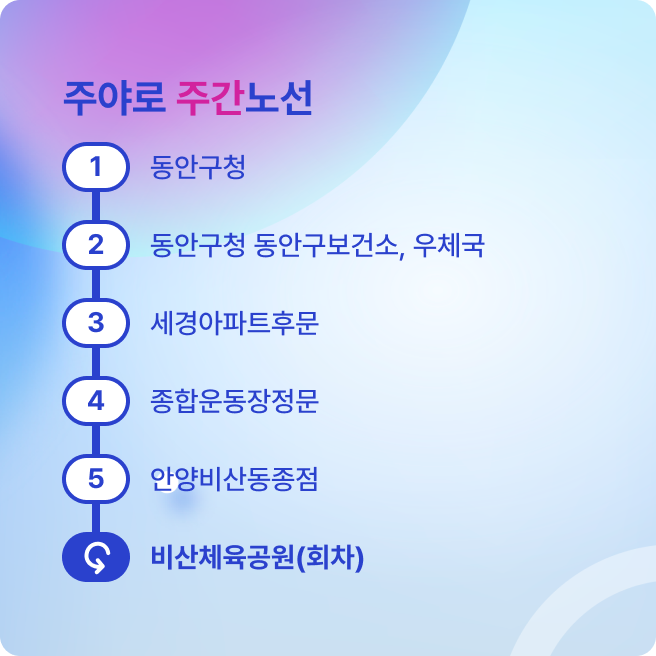 주야로 주간노선
1 동안구청
2 동안구청 동안구보건소, 우체국
3 세경아파트후문
4 종합운동장정문
5 안양비산동종점
비산체육공원(회차)